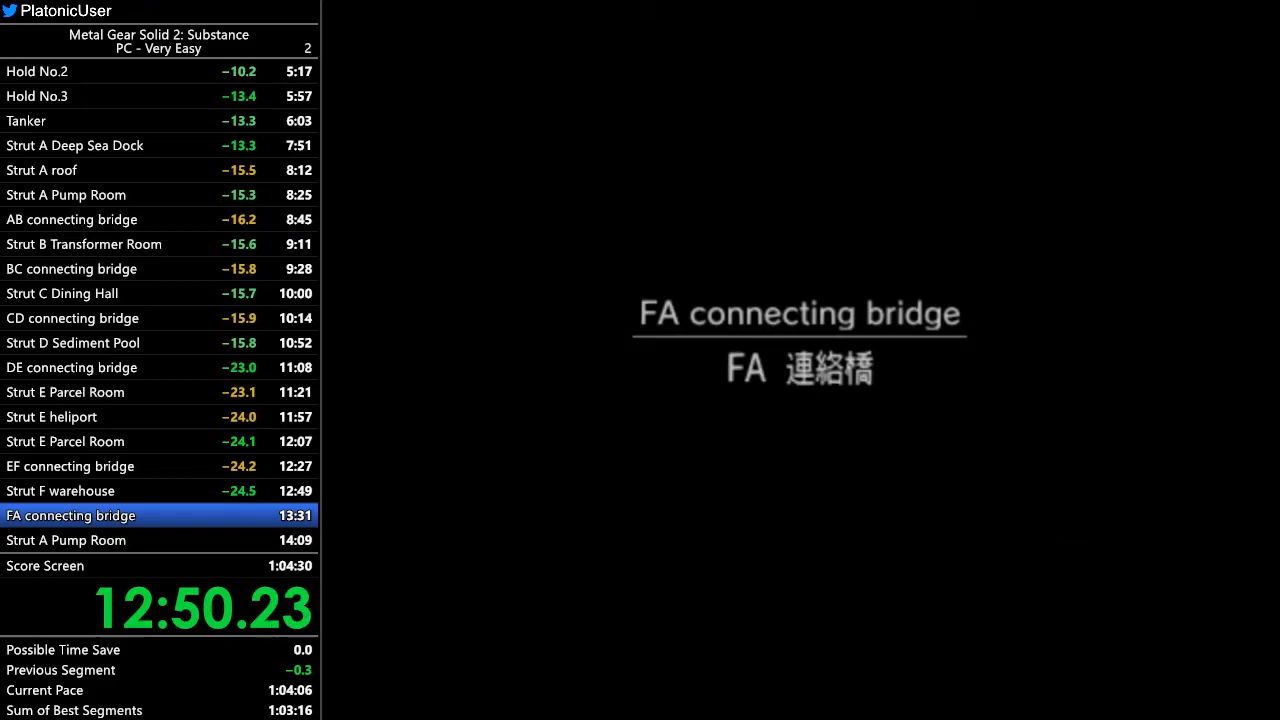 PlatonicUser
Metal Gear Solid 2: Substance
PC - Very Easy 2
Hold No.2 −10.2 5:17
Hold No.3 −13.4 5:57
Tanker −13.3 6:03
Strut A Deep Sea Dock −13.3 7:51
Strut A roof −15.5 8:12
Strut A Pump Room −15.3 8:25
AB connecting bridge −16.2 8:45
Strut B Transformer Room −15.6 9:11
BC connecting bridge −15.8 9:28
Strut C Dining Hall −15.7 10:00
CD connecting bridge −15.9 10:14
Strut D Sediment Pool −15.8 10:52
DE connecting bridge −23.0 11:08
Strut E Parcel Room −23.1 11:21
Strut E heliport −24.0 11:57
Strut E Parcel Room −24.1 12:07
EF connecting bridge −24.2 12:27
Strut F warehouse −24.5 12:49
FA connecting bridge 13:31
Strut A Pump Room 14:09
Score Screen 1:04:30
12:50.23
Possible Time Save 0.0
Previous Segment −0.3
Current Pace 1:04:06
Sum of Best Segments 1:03:16
FA connecting bridge
FA 連絡橋